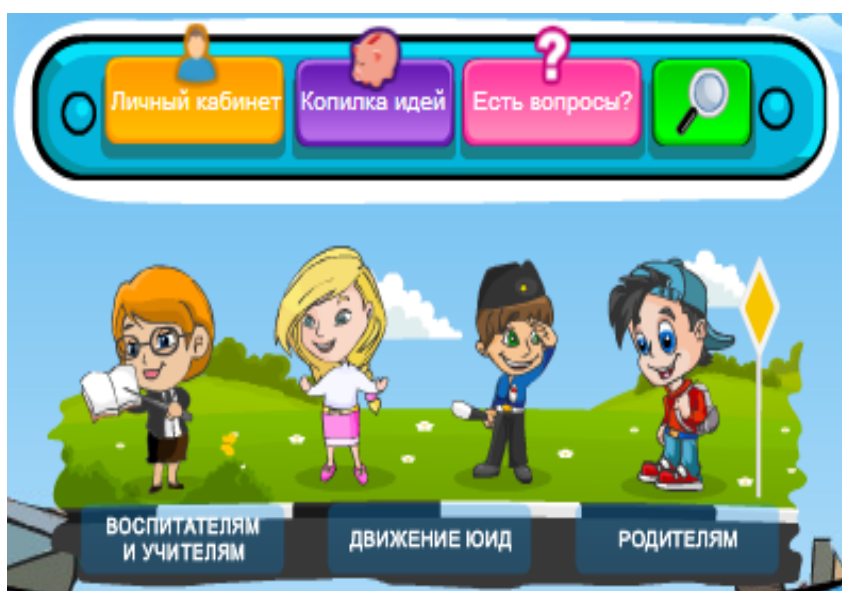 Личный кабинет
Копилка идей
Есть вопросы?
ВОСПИТАТЕЛЯМ
И УЧИТЕЛЯМ
ДВИЖЕНИЕ ЮИД
РОДИТЕЛЯМ